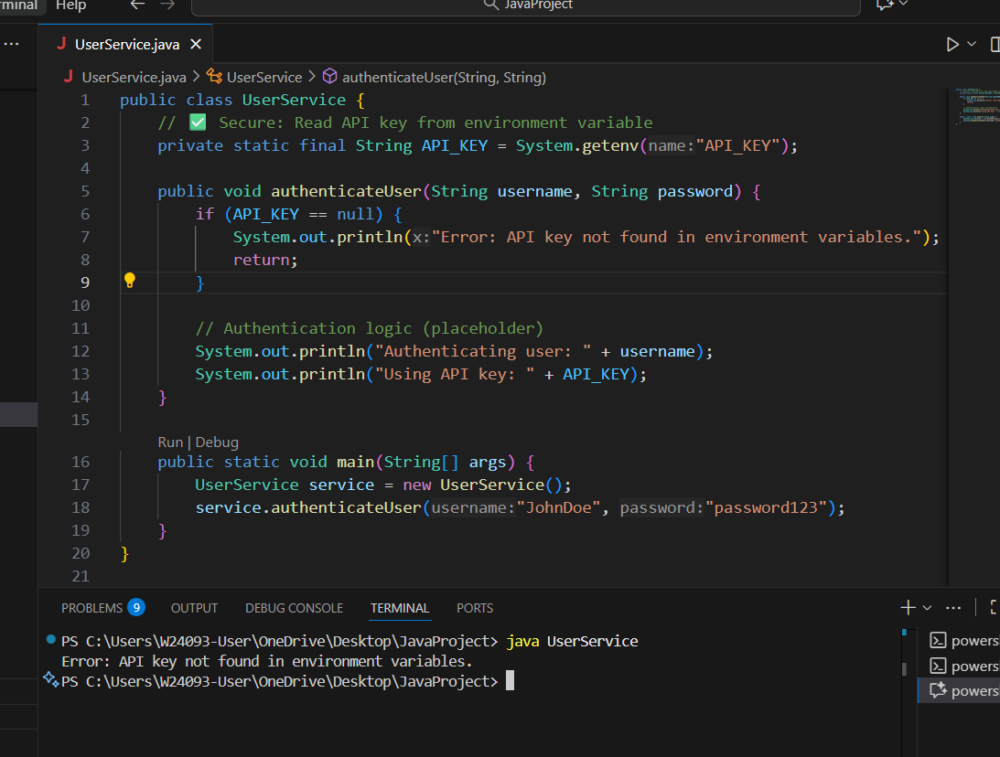 rminal Help JavaProject
UserService.java
UserService.java > UserService > authenticateUser(String, String)
1 public class UserService {
2 // ✅ Secure: Read API key from environment variable
3 private static final String API_KEY = System.getenv(name:"API_KEY");
4
5 public void authenticateUser(String username, String password) {
6 if (API_KEY == null) {
7 System.out.println(x:"Error: API key not found in environment variables.");
8 return;
9 }
10
11 // Authentication logic (placeholder)
12 System.out.println("Authenticating user: " + username);
13 System.out.println("Using API key: " + API_KEY);
14 }
15
Run | Debug
16 public static void main(String[] args) {
17 UserService service = new UserService();
18 service.authenticateUser(username:"JohnDoe", password:"password123");
19 }
20 }
21
PROBLEMS 9 OUTPUT DEBUG CONSOLE TERMINAL PORTS
PS C:\Users\W24093-User\OneDrive\Desktop\JavaProject> java UserService
Error: API key not found in environment variables.
PS C:\Users\W24093-User\OneDrive\Desktop\JavaProject>
powers
powers
powers